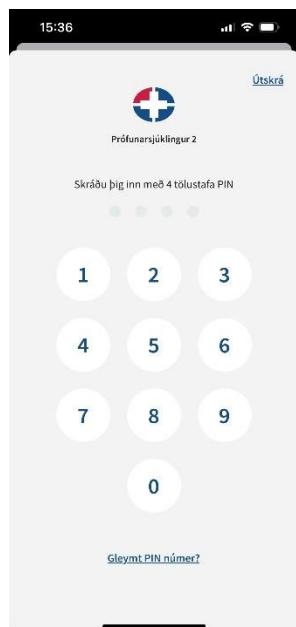 15:36
Útskrá
Prófunarsjúklingur 2
Skráðu þig inn með 4 tölustafa PIN
1 2 3
4 5 6
7 8 9
0
Gleymt PIN númer?